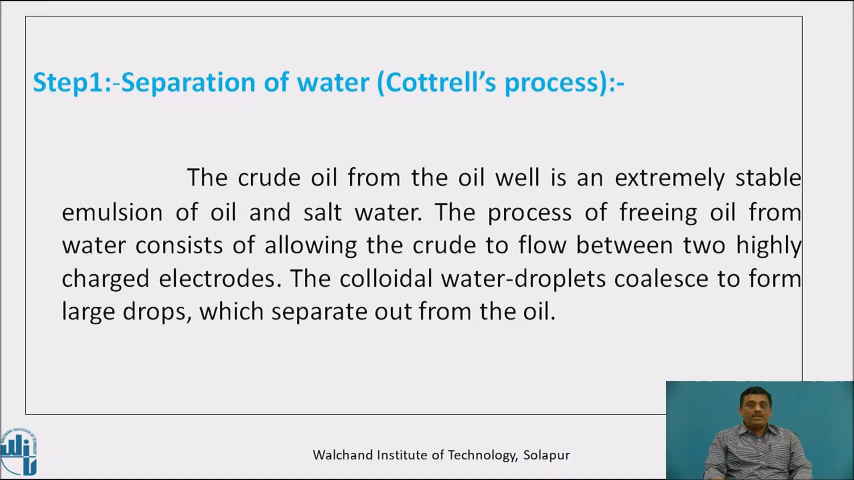 Step1:-Separation of water (Cottrell's process):-
The crude oil from the oil well is an extremely stable
emulsion of oil and salt water. The process of freeing oil from
water consists of allowing the crude to flow between two highly
charged electrodes. The colloidal water-droplets coalesce to form
large drops, which separate out from the oil.
Walchand Institute of Technology, Solapur